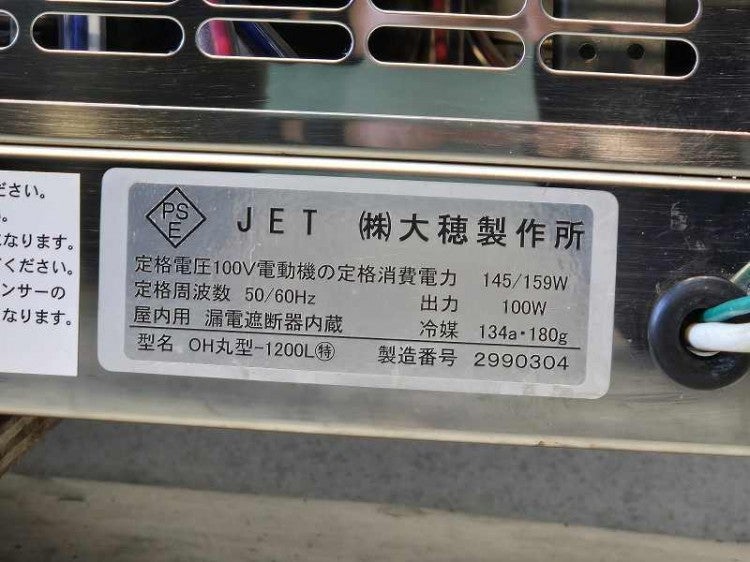 ださい。
。
になります。
ください。
ンサーの
なります。
PS
E
JET ㈱大穂製作所
定格電圧100V電動機の定格消費電力 145/159W
定格周波数 50/60Hz 出力 100W
屋内用 漏電遮断器内蔵 冷媒 134a・180g
型名 OH丸型-1200L㊕ 製造番号 2990304